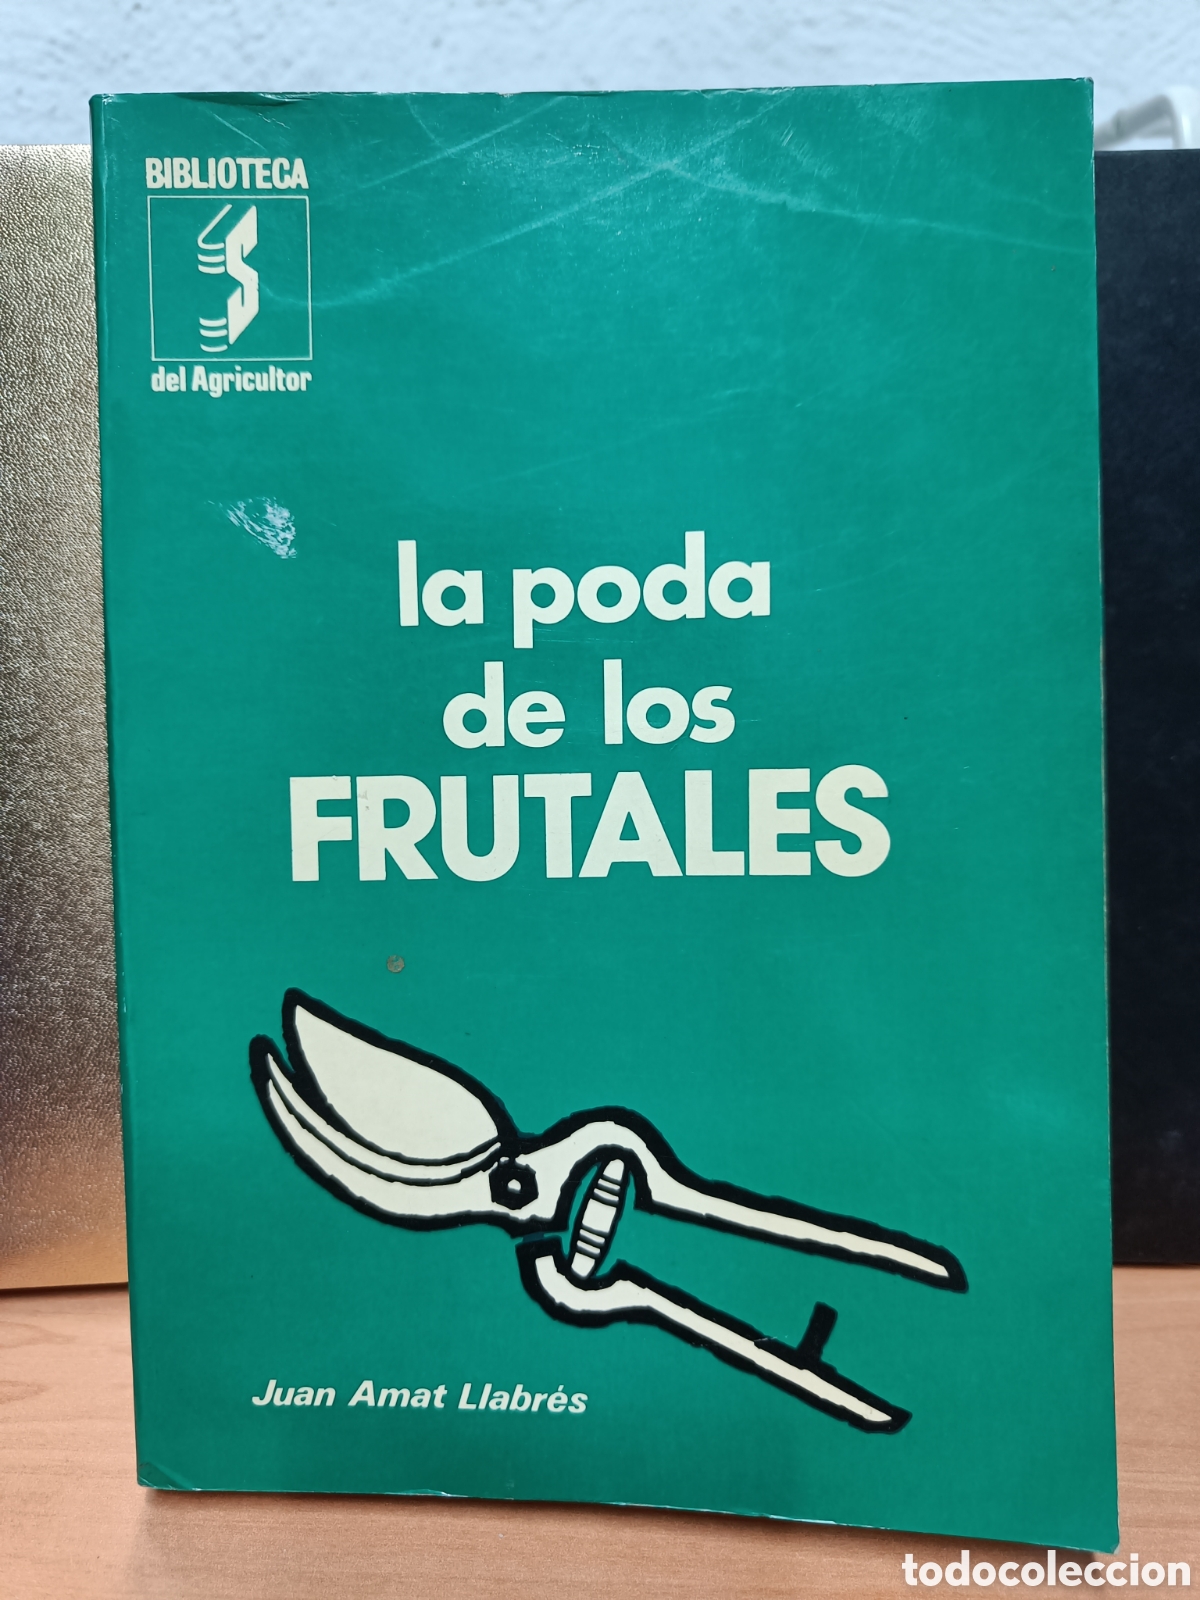 BIBLIOTECA
S
del Agricultor
la poda
de los
FRUTALES
Juan Amat Llabrés
todocoleccion